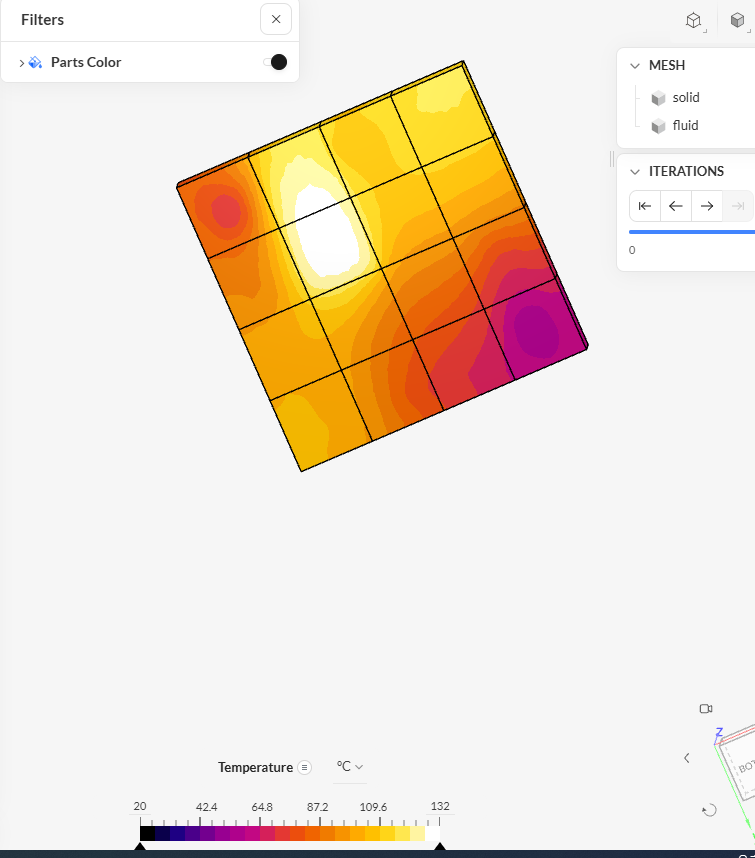 Filters
Parts Color
MESH
solid
fluid
ITERATIONS
0
Z
Temperature
°C
20 42.4 64.8 87.2 109.6 132